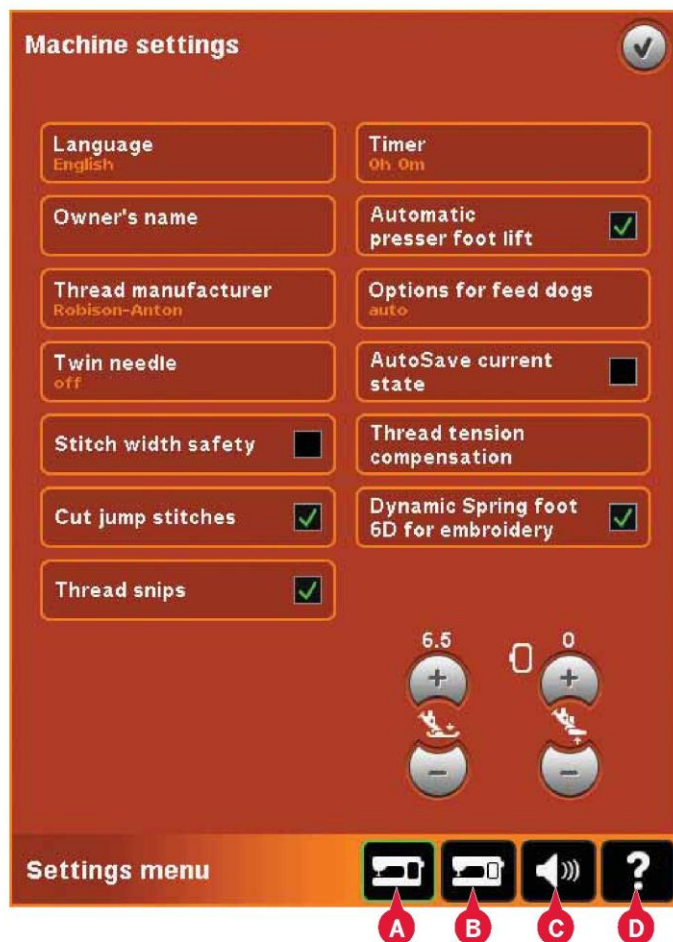 Machine settings
Language
English
Timer
0h 0m
Owner's name
Automatic
presser foot lift
Thread manufacturer
Robison-Anton
Options for feed dogs
auto
Twin needle
off
AutoSave current
state
Stitch width safety
Thread tension
compensation
Cut jump stitches
Dynamic Spring foot
6D for embroidery
Thread snips
6.5
0
+
+
-
-
Settings menu
?
A
B
C
D